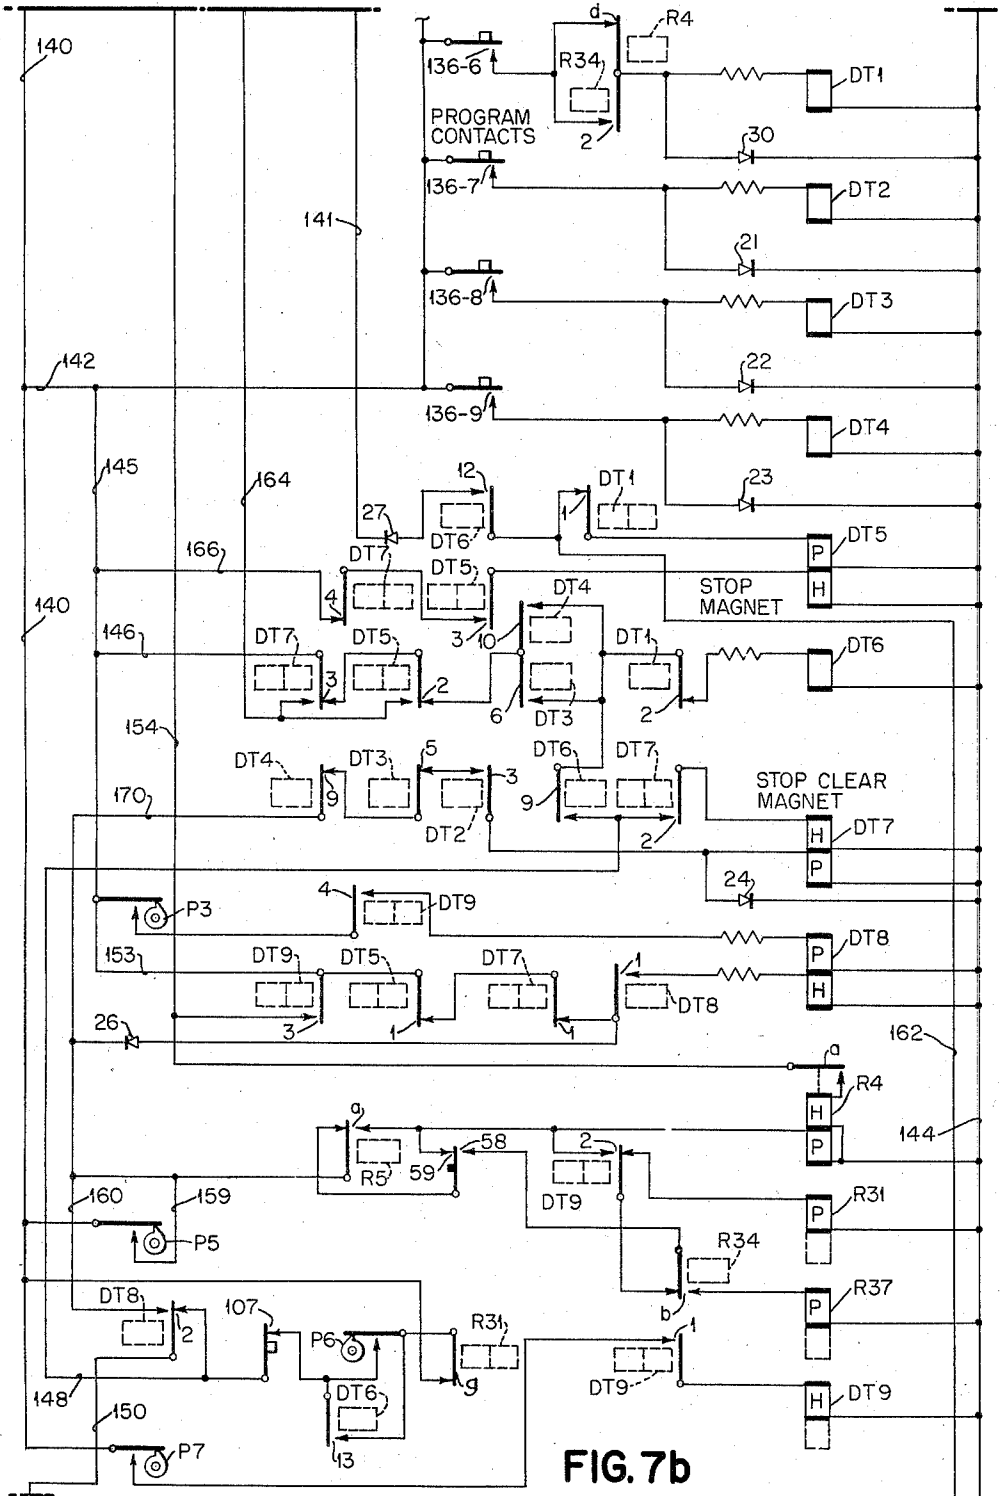 140
d
R4
136-6
R34
DT1
PROGRAM
CONTACTS
2
30
136-7
DT2
141
21
136-8
DT3
142
22
136-9
DT4
145
164
12
DT1
23
27
1
DT6
DT5
166
DT7
DT5
P
H
4
DT4
STOP
MAGNET
140
3
10
146
DT7
DT5
DT1
DT6
3
2
6
DT3
2
154
DT4
DT3
5
3
DT6
DT7
STOP CLEAR
MAGNET
170
9
DT2
9
2
H
DT7
P
4
24
P3
DT9
P
DT8
153
DT9
DT5
DT7
1
H
DT8
26
3
1
1
162
a
R4
H
a
58
2
144
P
59
R5
DT9
160
159
P
R31
P5
R34
R37
b
P
DT8
107
2
P6
R31
1
DT6
g
DT9
H
DT9
148
150
13
P7
FIG. 7b